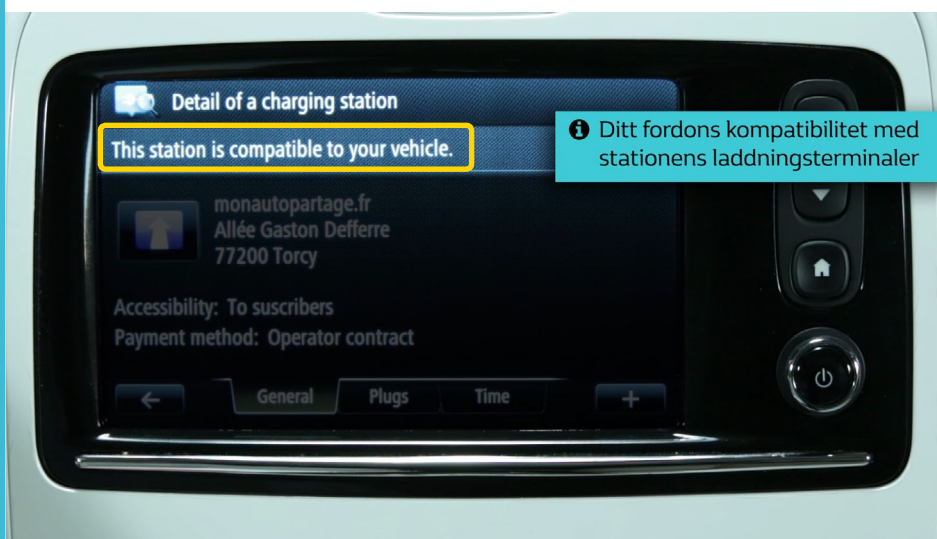 Detail of a charging station
This station is compatible to your vehicle.
Ditt fordons kompatibilitet med
stationens laddningsterminaler
monautopartage.fr
Allée Gaston Defferre
77200 Torcy
Accessibility: To suscribers
Payment method: Operator contract
General Plugs Time